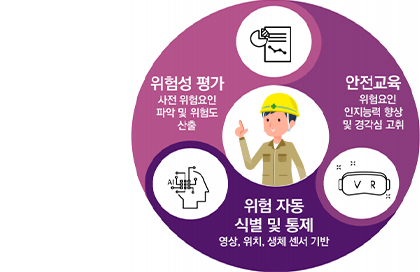 위험성 평가
사전 위험요인
파악 및 위험도
산출
안전교육
위험요인
인지능력 향상
및 경각심 고취
AI
V R
위험 자동
식별 및 통제
영상, 위치, 생체 센서 기반